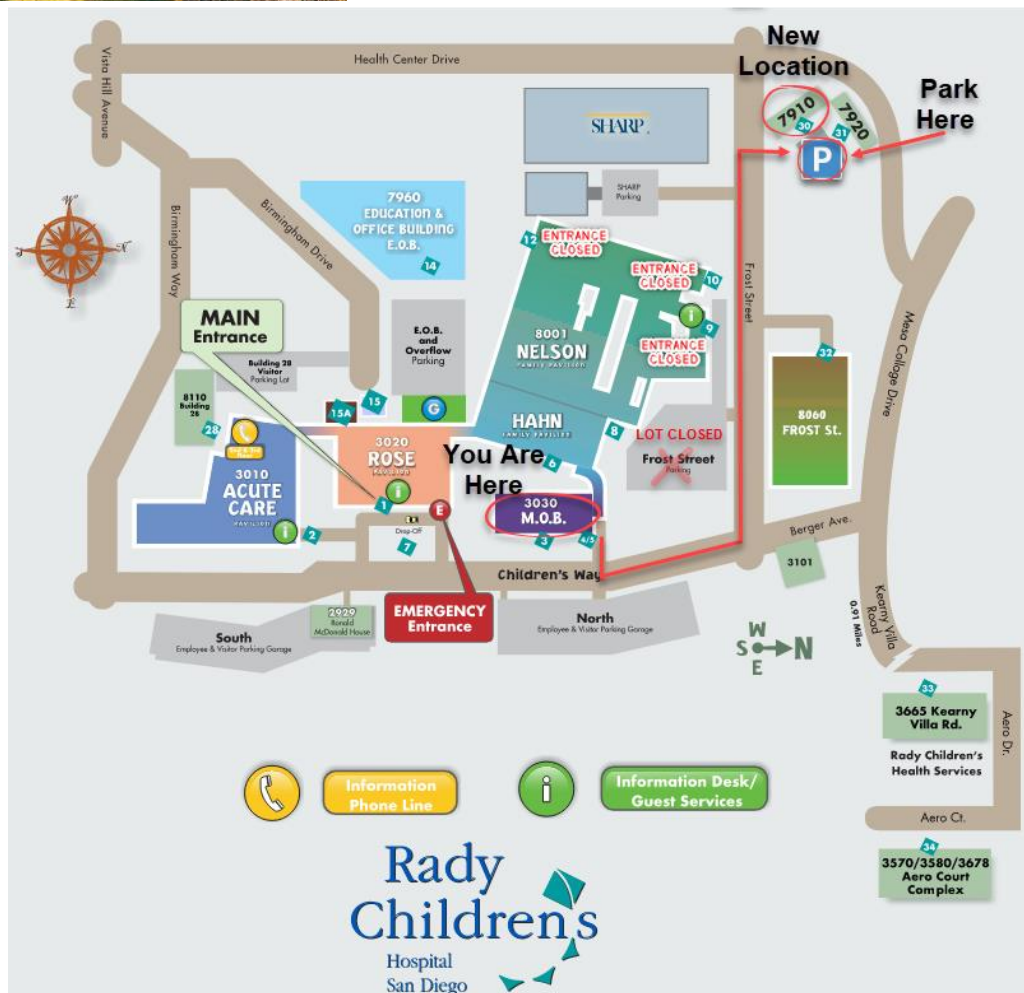 New
Location
Park
Here
Vista Hill Avenue
Health Center Drive
7910
30
7920
31
P
SHARP
SHARP
Parking
W
S
N
E
Birmingham Way
Birmingham Drive
7960
EDUCATION &
OFFICE BUILDING
E.O.B.
14
12
ENTRANCE
CLOSED
ENTRANCE
CLOSED
10
i
9
ENTRANCE
CLOSED
Frost Street
Mesa College Drive
MAIN
Entrance
E.O.B.
and
Overflow
Parking
8001
NELSON
FAMILY PAVILION
32
Building 28
Visitor
Parking Lot
8110
Building
28
28
15A
15
G
HAHN
FAMILY PAVILION
8
LOT CLOSED
Frost Street
Parking
8060
FROST ST.
3020
ROSE
PAVILION
i
1
You Are
Here
6
3010
ACUTE
CARE
PAVILION
i
2
E
Drop-Off
7
3030
M.O.B.
3
4/5
Berger Ave.
3101
Children's Way
EMERGENCY
Entrance
2929
Ronald
McDonald House
South
Employee & Visitor Parking Garage
North
Employee & Visitor Parking Garage
W
S
N
E
Kearny Villa
Road
0.91 Miles
33
3665 Kearny
Villa Rd.
Rady Children's
Health Services
Aero Dr.
Aero Ct.
34
3570/3580/3678
Aero Court
Complex
Information
Phone Line
i
Information Desk/
Guest Services
Rady
Children's
Hospital
San Diego